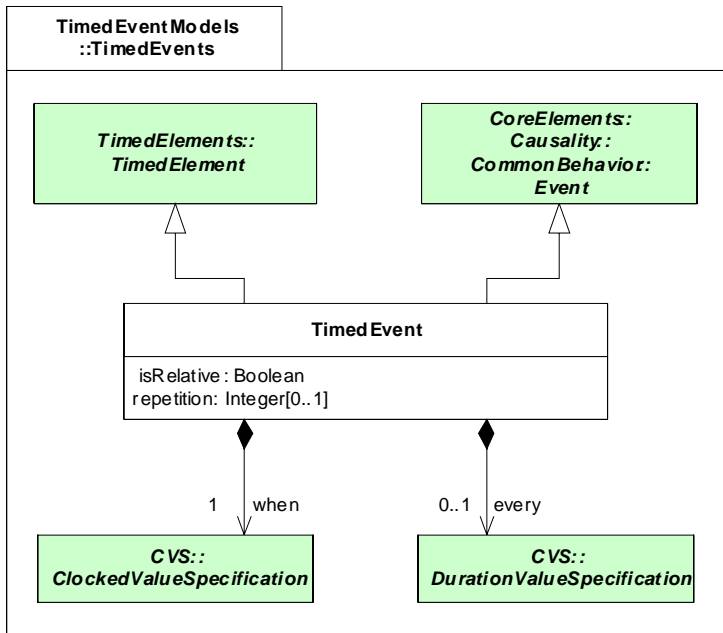 TimedEventModels
::TimedEvents
TimedElements::
TimedElement
CoreElements::
Causality::
CommonBehavior::
Event
TimedEvent
isRelative: Boolean
repetition: Integer[0..1]
1 when
0..1 every
CVS::
ClockedValueSpecification
CVS::
DurationValueSpecification